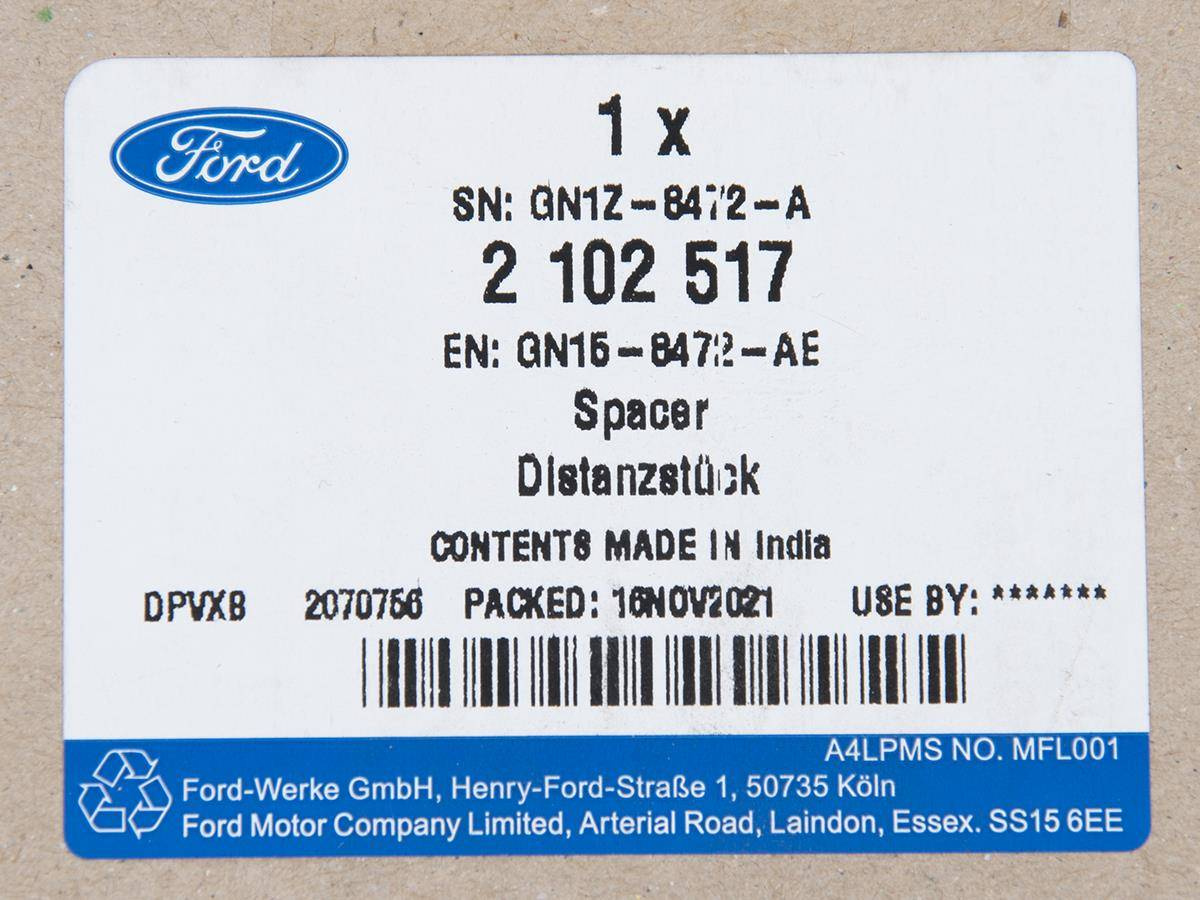 Ford
1 x
SN: GN1Z-8472-A
2 102 517
EN: GN15-8472-AE
Spacer
Distanzstück
CONTENTS MADE IN India
DPVXB 2070756 PACKED: 16NOV2021 USE BY: *******
A4LPMS NO. MFL001
Ford-Werke GmbH, Henry-Ford-Straße 1, 50735 Köln
Ford Motor Company Limited, Arterial Road, Laindon, Essex. SS15 6EE